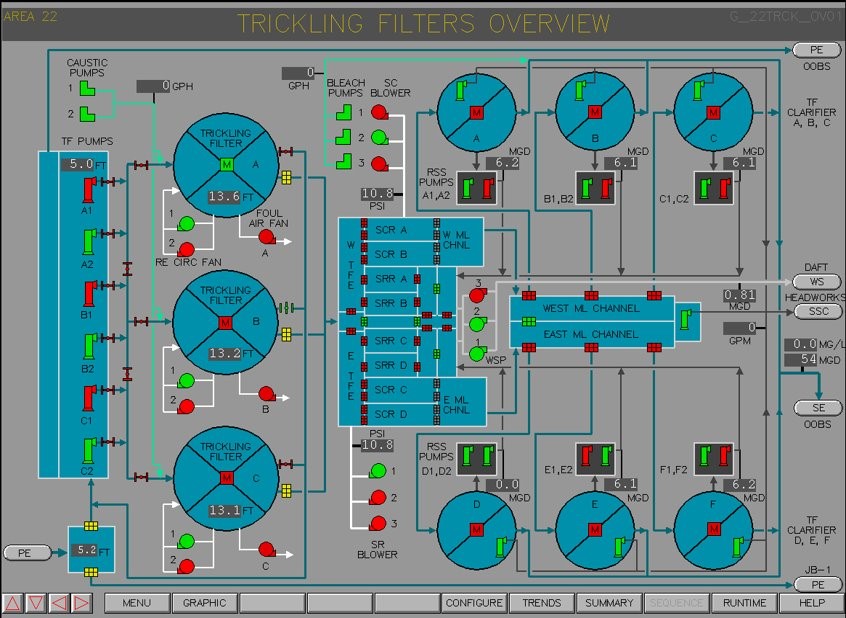 AREA 22
TRICKLING FILTERS OVERVIEW
G_22TRCK_OV01
PE
OOBS
CAUSTIC
PUMPS
1
2
0 GPH
0
GPH
BLEACH
PUMPS
1
2
3
SC
BLOWER
10.8
PSI
TF PUMPS
5.0 FT
A1
A2
B1
B2
C1
C2
TRICKLING
FILTER
A
M
13.6 FT
1
2
RE CIRC FAN
FOUL
AIR FAN
A
TRICKLING
FILTER
B
M
13.2 FT
1
2
B
TRICKLING
FILTER
C
M
13.1 FT
1
2
C
PE
5.2 FT
M
A
M
B
M
C
TF
CLARIFIER
A, B, C
RSS
PUMPS
A1,A2
MGD
6.2
B1,B2
MGD
6.1
C1,C2
MGD
6.1
W TFE
E TFE
SCR A
SCR B
SRR A
SRR B
SRR C
SRR D
SCR C
SCR D
W ML
CHNL
E ML
CHNL
3
2
1
WSP
WEST ML CHANNEL
EAST ML CHANNEL
DAFT
WS
HEADWORKS
SSC
0.81
MGD
0
GPM
0.0 MG/L
54 MGD
SE
OOBS
PSI
10.8
1
2
3
SR
BLOWER
RSS
PUMPS
D1,D2
0.0
MGD
E1,E2
6.1
MGD
F1,F2
6.2
MGD
D
M
E
M
F
M
TF
CLARIFIER
D, E, F
JB-1
PE
MENU
GRAPHIC
CONFIGURE
TRENDS
SUMMARY
SEQUENCE
RUNTIME
HELP